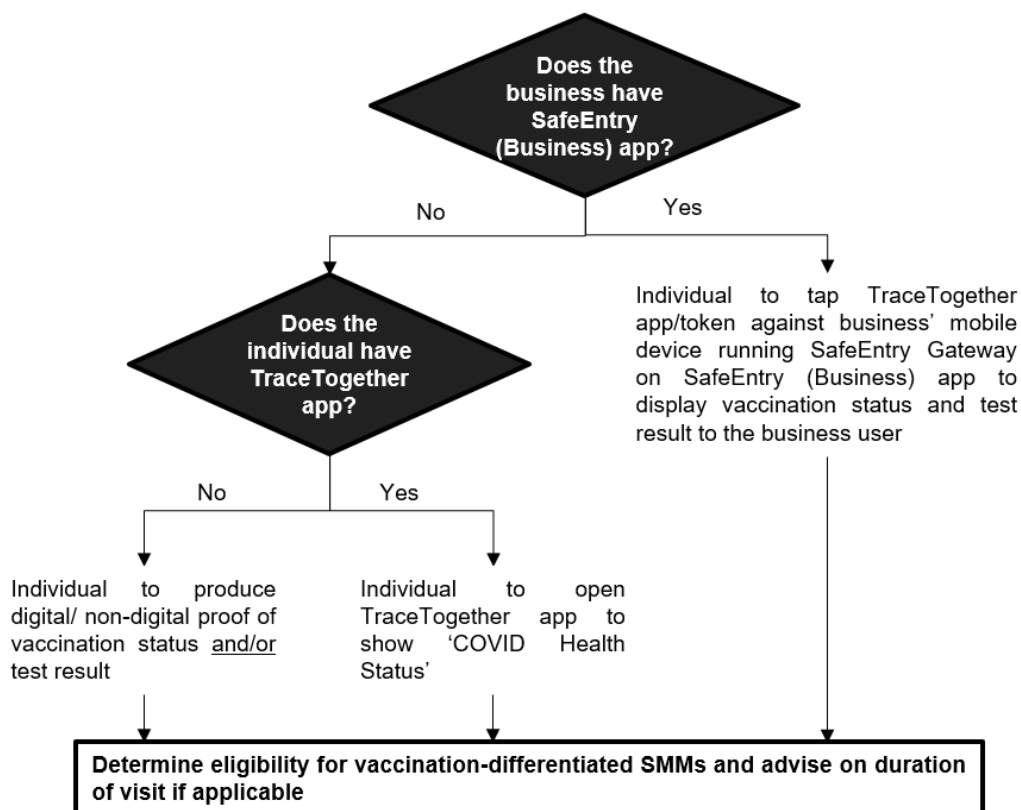 Does the
business have
SafeEntry
(Business) app?
No
Yes
Does the
individual have
TraceTogether
app?
Individual to tap TraceTogether
app/token against business’ mobile
device running SafeEntry Gateway
on SafeEntry (Business) app to
display vaccination status and test
result to the business user
No
Yes
Individual to produce
digital/ non-digital proof of
vaccination status and/or
test result
Individual to open
TraceTogether app to
show ‘COVID Health
Status’
Determine eligibility for vaccination-differentiated SMMs and advise on duration
of visit if applicable